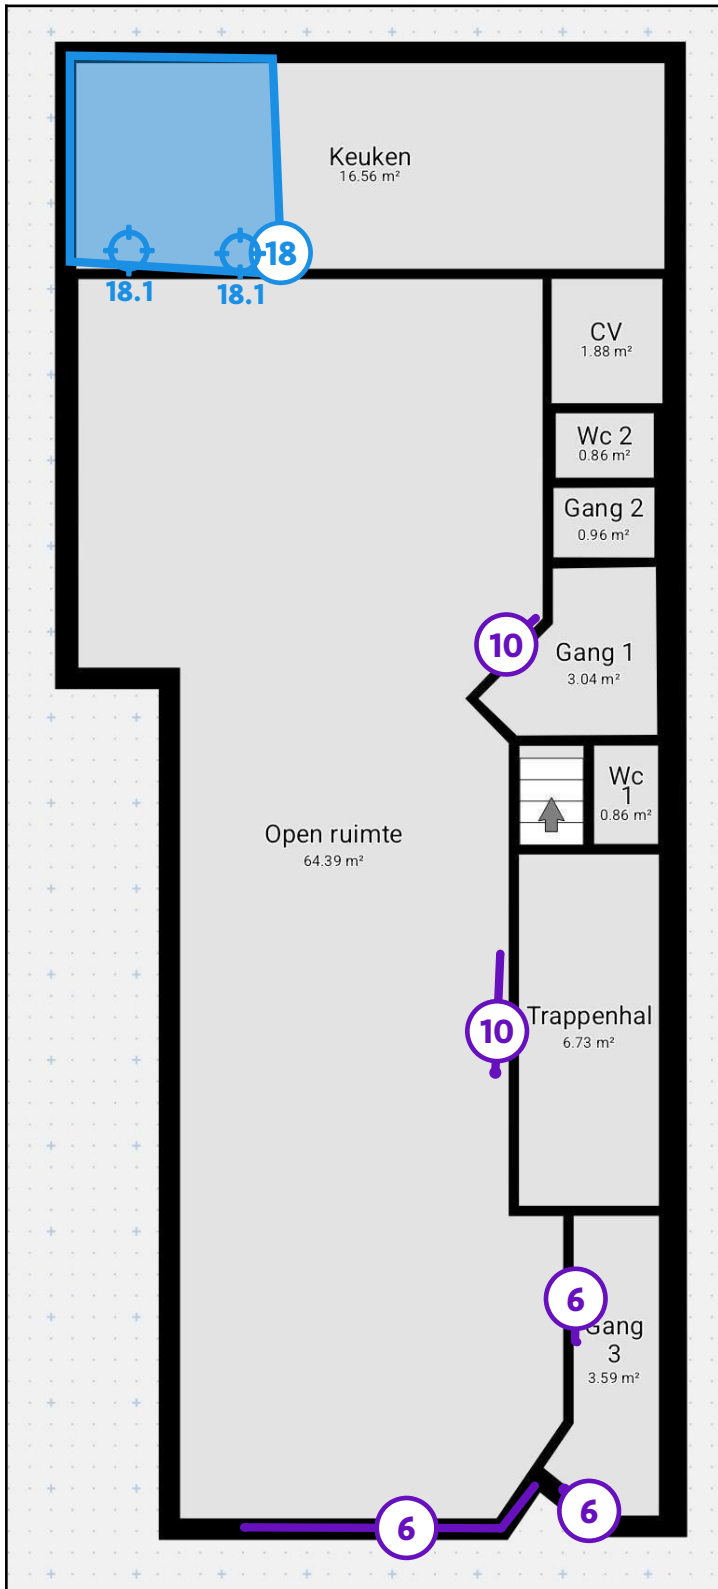 Keuken
16.56 m²
18
18.1
18.1
CV
1.88 m²
Wc 2
0.86 m²
Gang 2
0.96 m²
10
Gang 1
3.04 m²
Wc
1
0.86 m²
Open ruimte
64.39 m²
10
Trappenhal
6.73 m²
6
Gang
3
3.59 m²
6
6